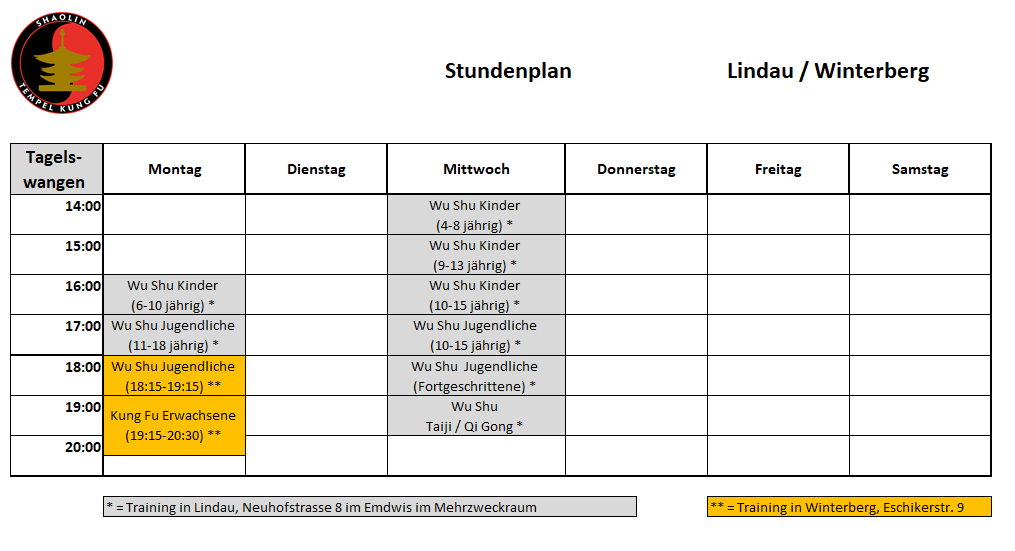 SHAOLIN
TEMPEL KUNG FU
Stundenplan Lindau / Winterberg
Tagels-
wangen
Montag Dienstag Mittwoch Donnerstag Freitag Samstag
14:00
Wu Shu Kinder
(4-8 jährig) *
15:00
Wu Shu Kinder
(9-13 jährig) *
16:00
Wu Shu Kinder
(6-10 jährig) *
Wu Shu Kinder
(10-15 jährig) *
17:00
Wu Shu Jugendliche
(11-18 jährig) *
Wu Shu Jugendliche
(10-15 jährig) *
18:00
Wu Shu Jugendliche
(18:15-19:15) **
Wu Shu  Jugendliche
(Fortgeschrittene) *
19:00
Kung Fu Erwachsene
(19:15-20:30) **
Wu Shu
Taiji / Qi Gong *
20:00
* = Training in Lindau, Neuhofstrasse 8 im Emdwis im Mehrzweckraum
** = Training in Winterberg, Eschikerstr. 9